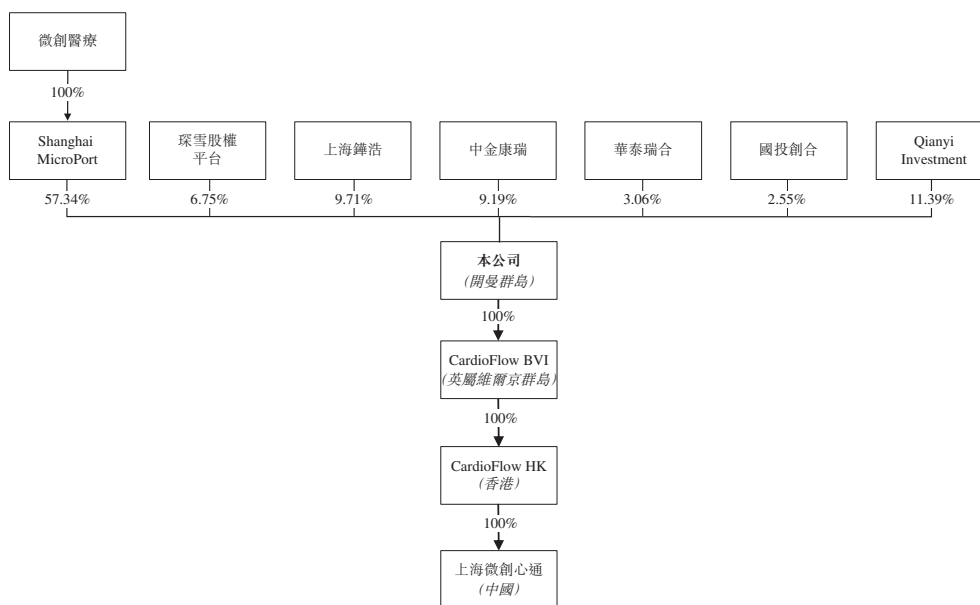 微創醫療
100%
Shanghai
MicroPort
琛雪股權
平台
上海鏵浩
中金康瑞
華泰瑞合
國投創合
Qianyi
Investment
57.34%
6.75%
9.71%
9.19%
3.06%
2.55%
11.39%
本公司
(開曼群島)
100%
CardioFlow BVI
(英屬維爾京群島)
100%
CardioFlow HK
(香港)
100%
上海微創心通
(中國)